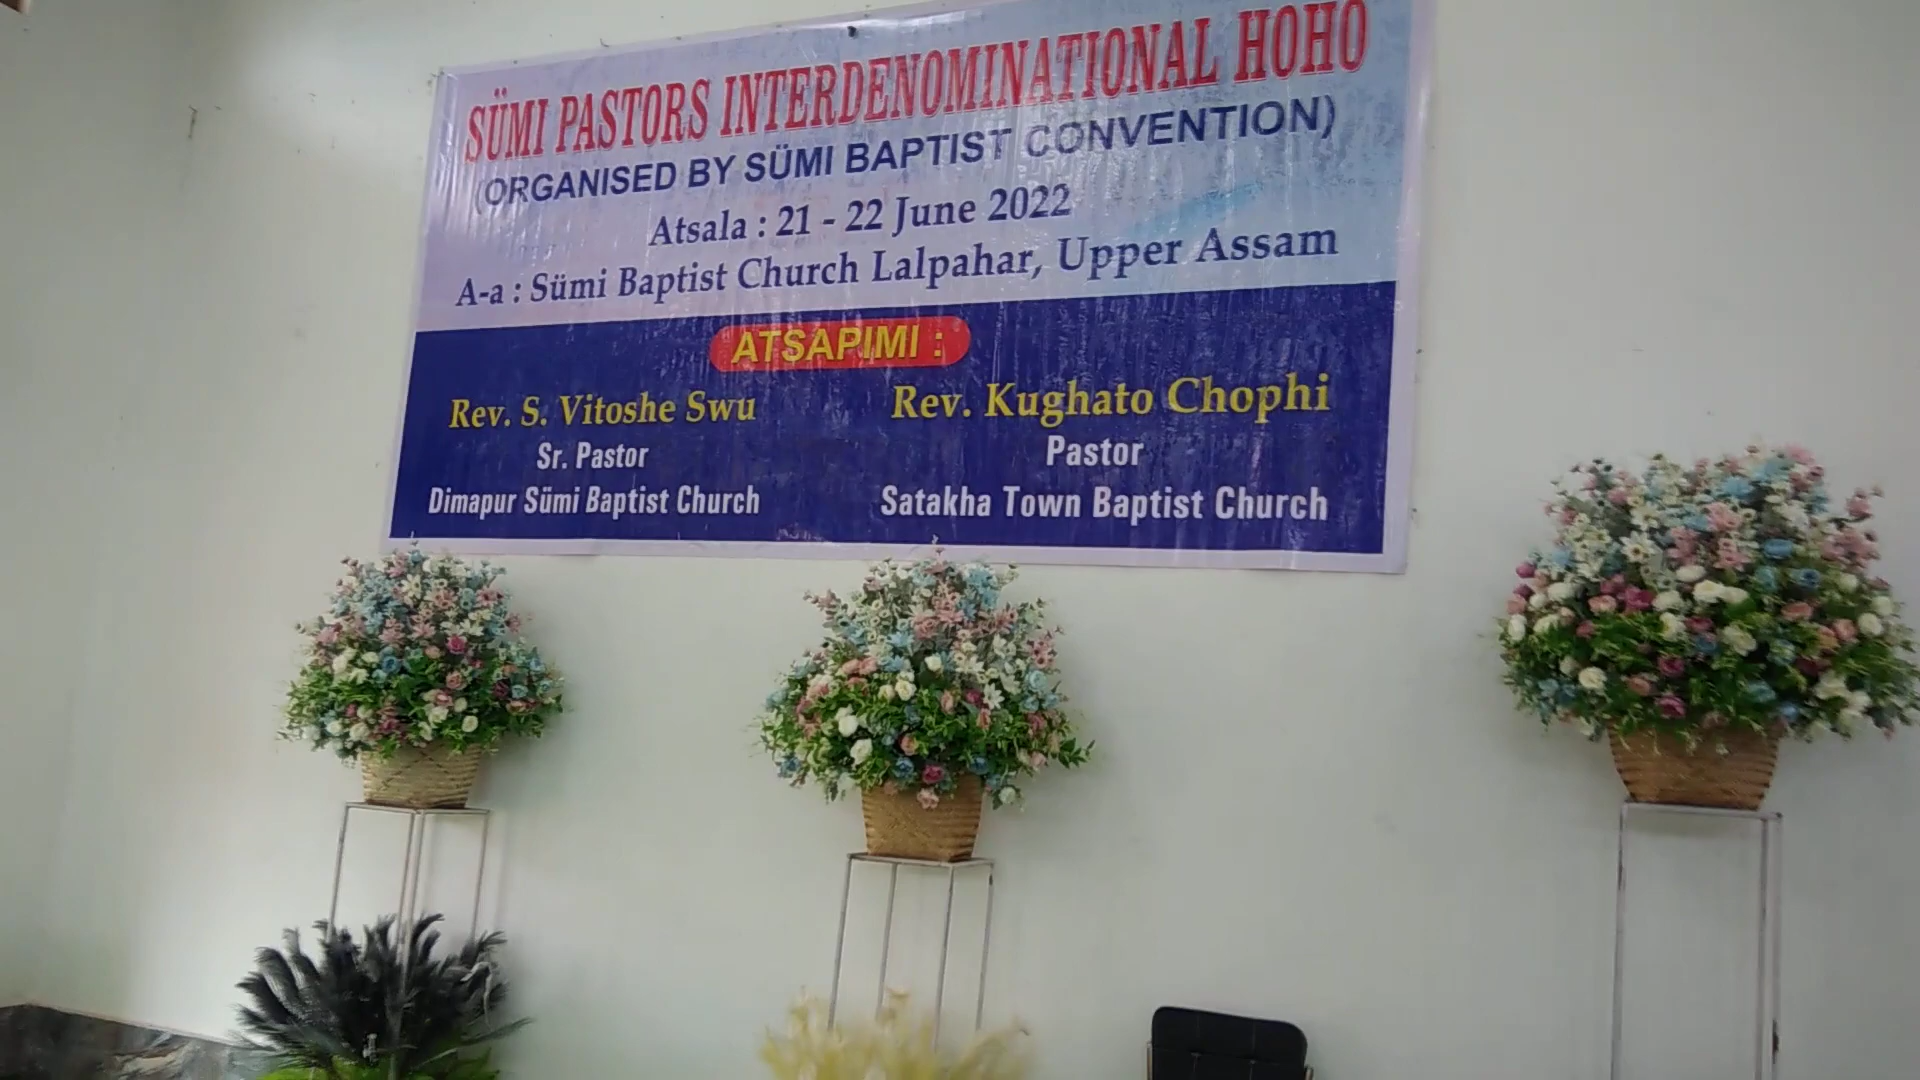 SÜMI PASTORS INTERDENOMINATIONAL HOHO
(ORGANISED BY SÜMI BAPTIST CONVENTION)
Atsala : 21 - 22 June 2022
A-a : Sümi Baptist Church Lalpahar, Upper Assam
ATSAPIMI :
Rev. S. Vitoshe Swu
Sr. Pastor
Dimapur Sümi Baptist Church
Rev. Kughato Chophi
Pastor
Satakha Town Baptist Church